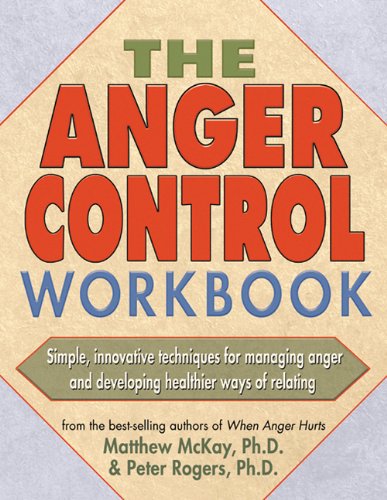 THE
ANGER
CONTROL
WORKBOOK
Simple, innovative techniques for managing anger
and developing healthier ways of relating
from the best-selling authors of When Anger Hurts
Matthew McKay, Ph.D.
& Peter Rogers, Ph.D.